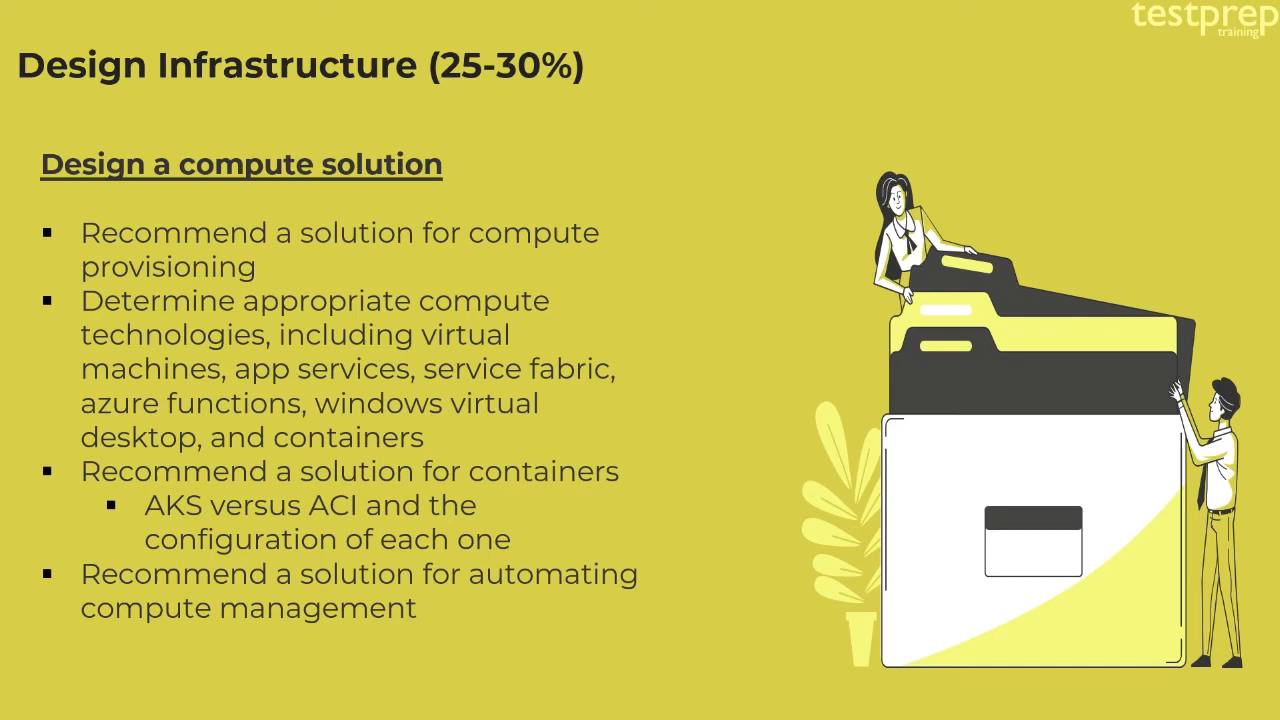 testprep
training
Design Infrastructure (25-30%)
Design a compute solution
▪ Recommend a solution for compute
provisioning
▪ Determine appropriate compute
technologies, including virtual
machines, app services, service fabric,
azure functions, windows virtual
desktop, and containers
▪ Recommend a solution for containers
▪ AKS versus ACI and the
configuration of each one
▪ Recommend a solution for automating
compute management